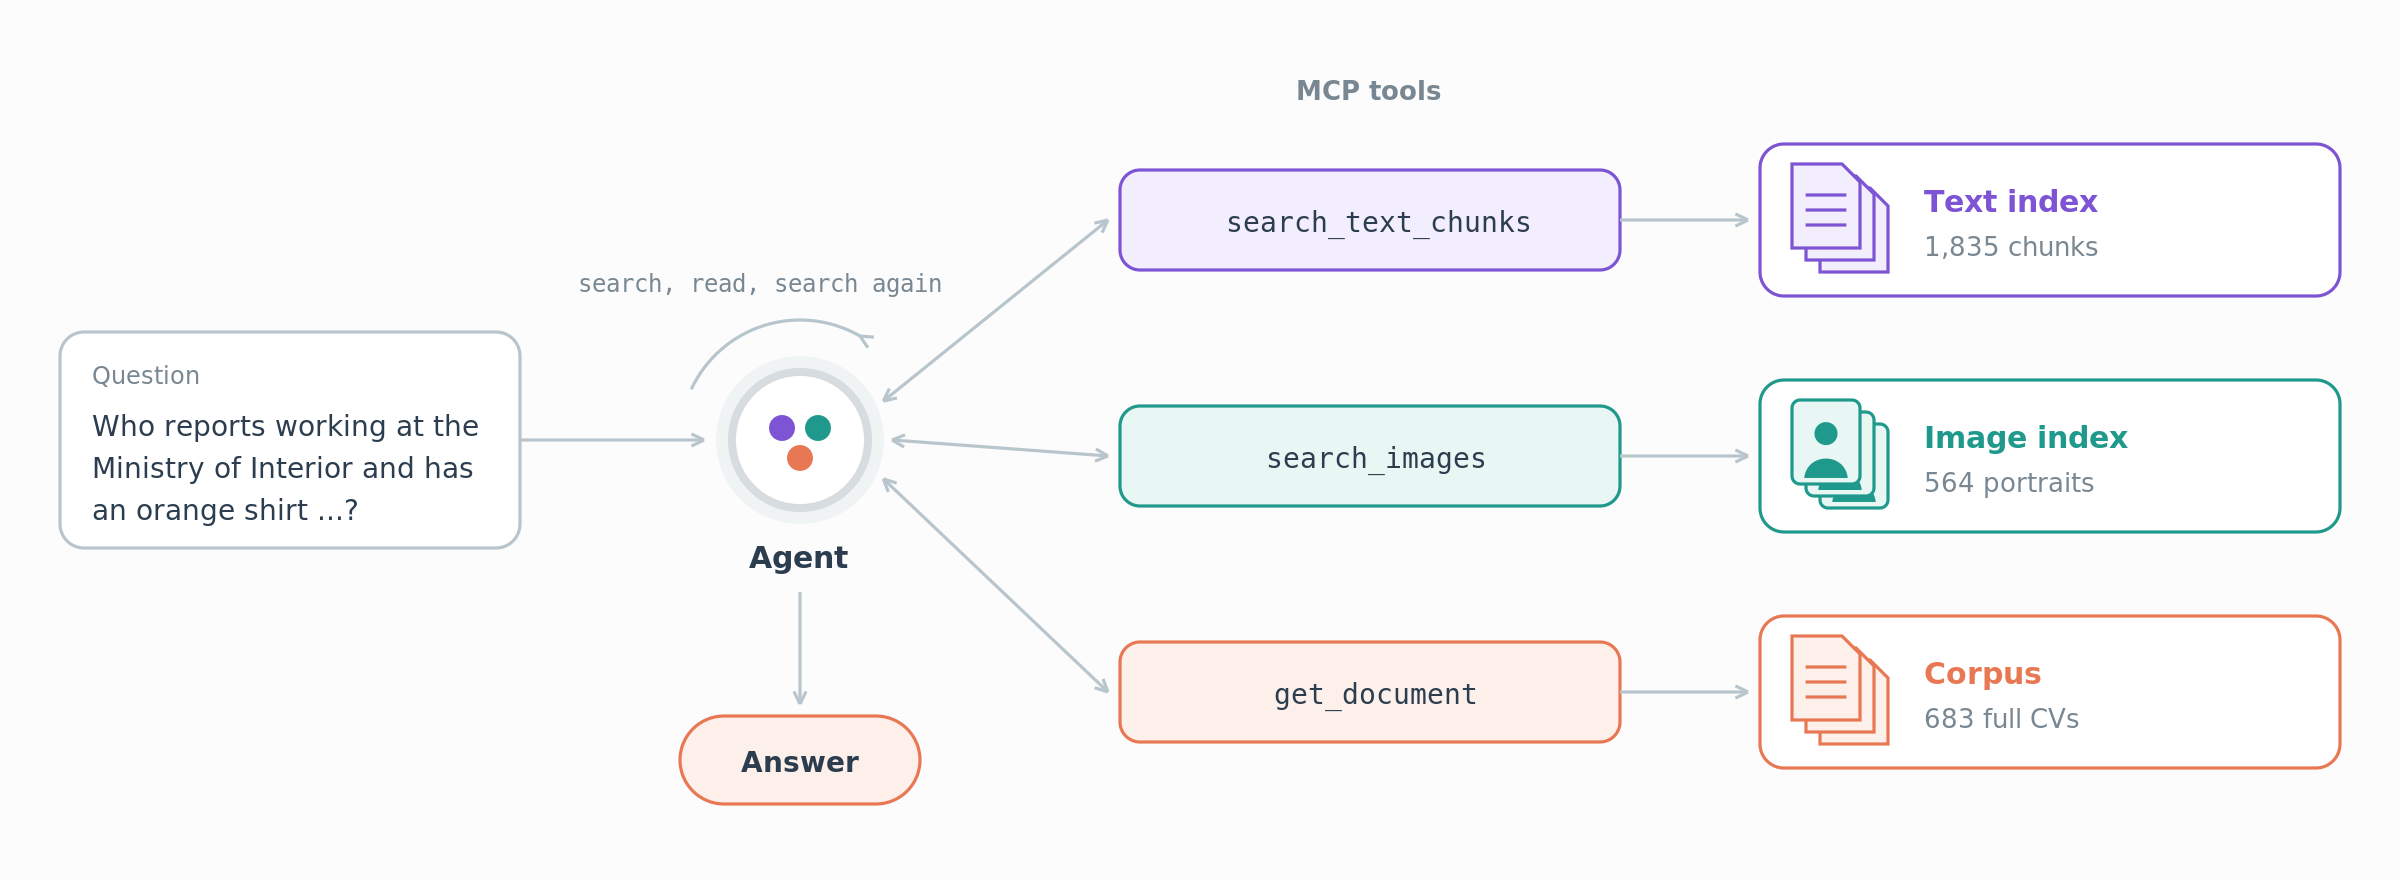 MCP tools
search_text_chunks
Text index
1,835 chunks
search, read, search again
Question
Who reports working at the
Ministry of Interior and has
an orange shirt ...?
Agent
search_images
Image index
564 portraits
get_document
Corpus
683 full CVs
Answer